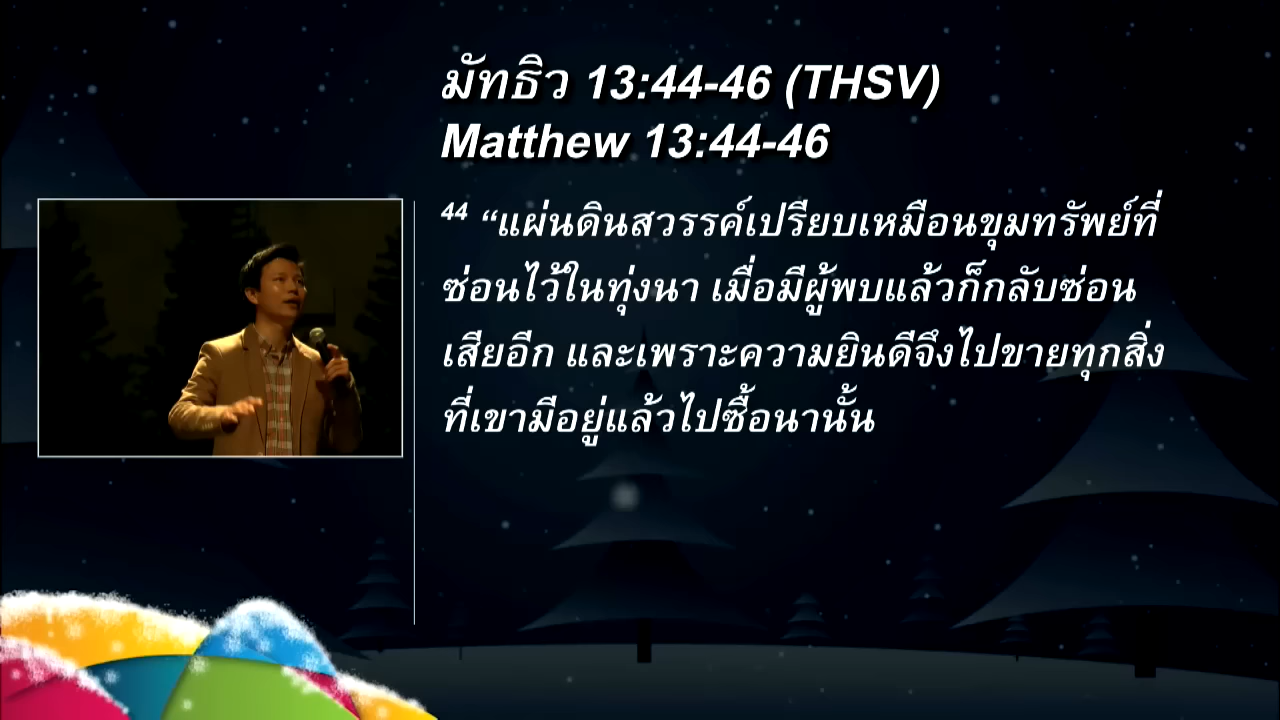 มัทธิว 13:44-46 (THSV)
Matthew 13:44-46
44 “แผ่นดินสวรรค์เปรียบเหมือนขุมทรัพย์ที่
ซ่อนไว้ในทุ่งนา เมื่อมีผู้พบแล้วก็กลับซ่อน
เสียอีก และเพราะความยินดีจึงไปขายทุกสิ่ง
ที่เขามีอยู่แล้วไปซื้อนานั้น